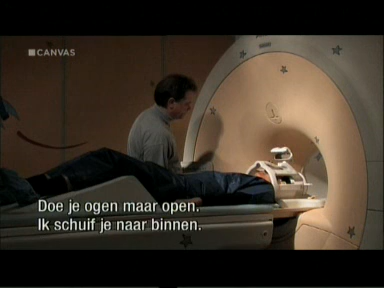 CANVAS
Doe je ogen maar open.
Ik schuif je naar binnen.